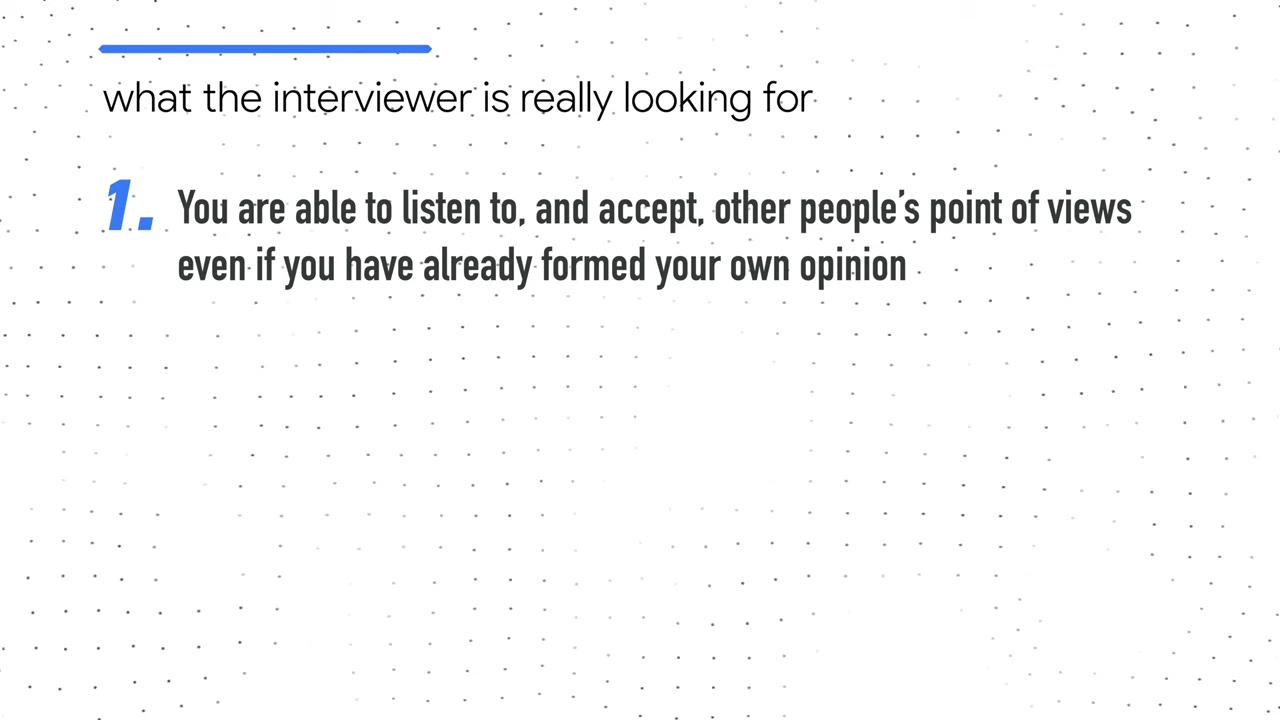 what the interviewer is really looking for
1. You are able to listen to, and accept, other people’s point of views
even if you have already formed your own opinion